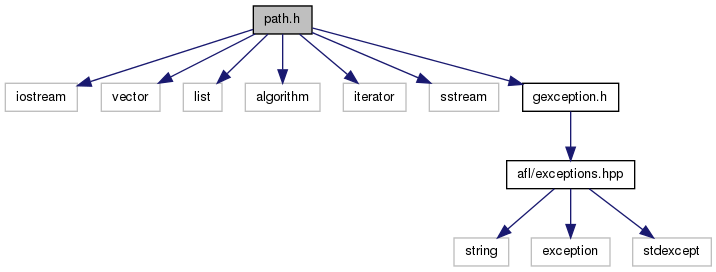 path.h
iostream
vector
list
algorithm
iterator
sstream
gexception.h
afl/exceptions.hpp
string
exception
stdexcept